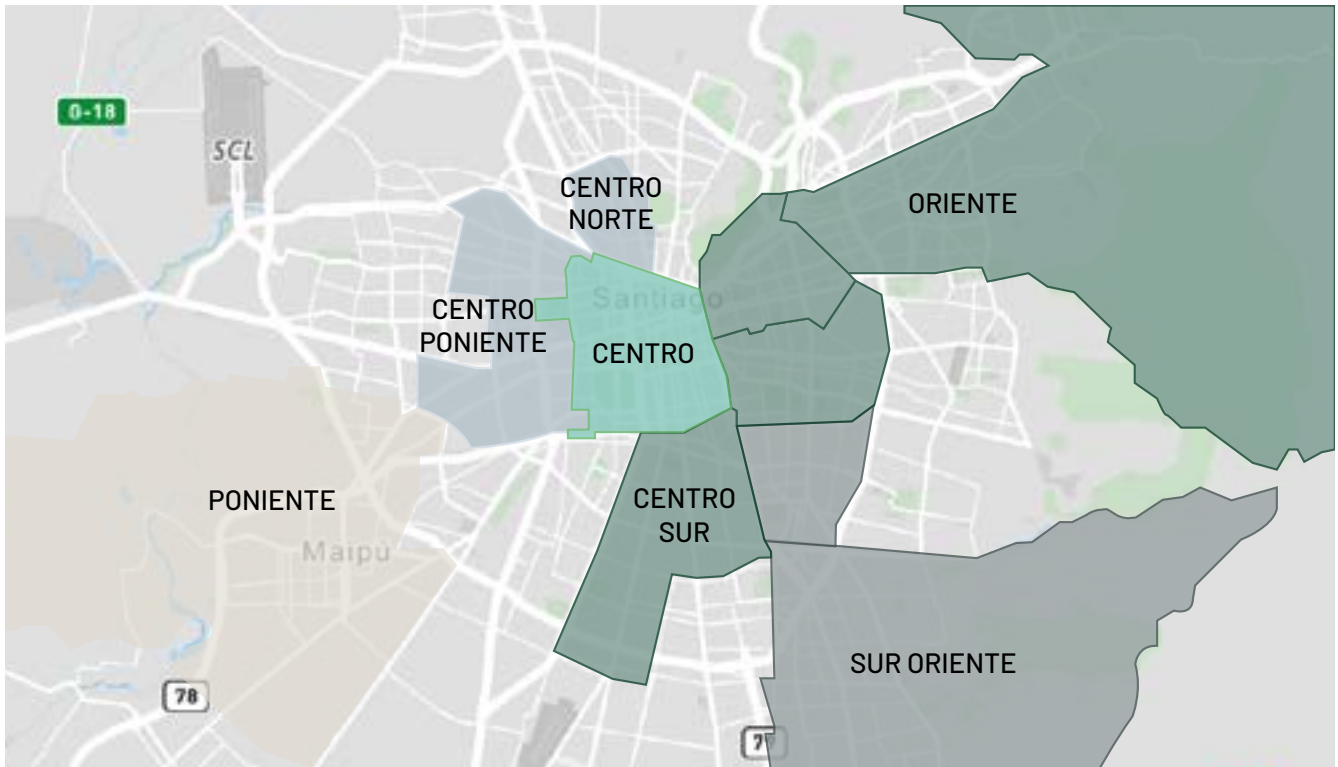 G-18
SCL
CENTRO
NORTE
ORIENTE
Santiago
CENTRO
PONIENTE
CENTRO
PONIENTE
CENTRO
SUR
Maipú
SUR ORIENTE
78